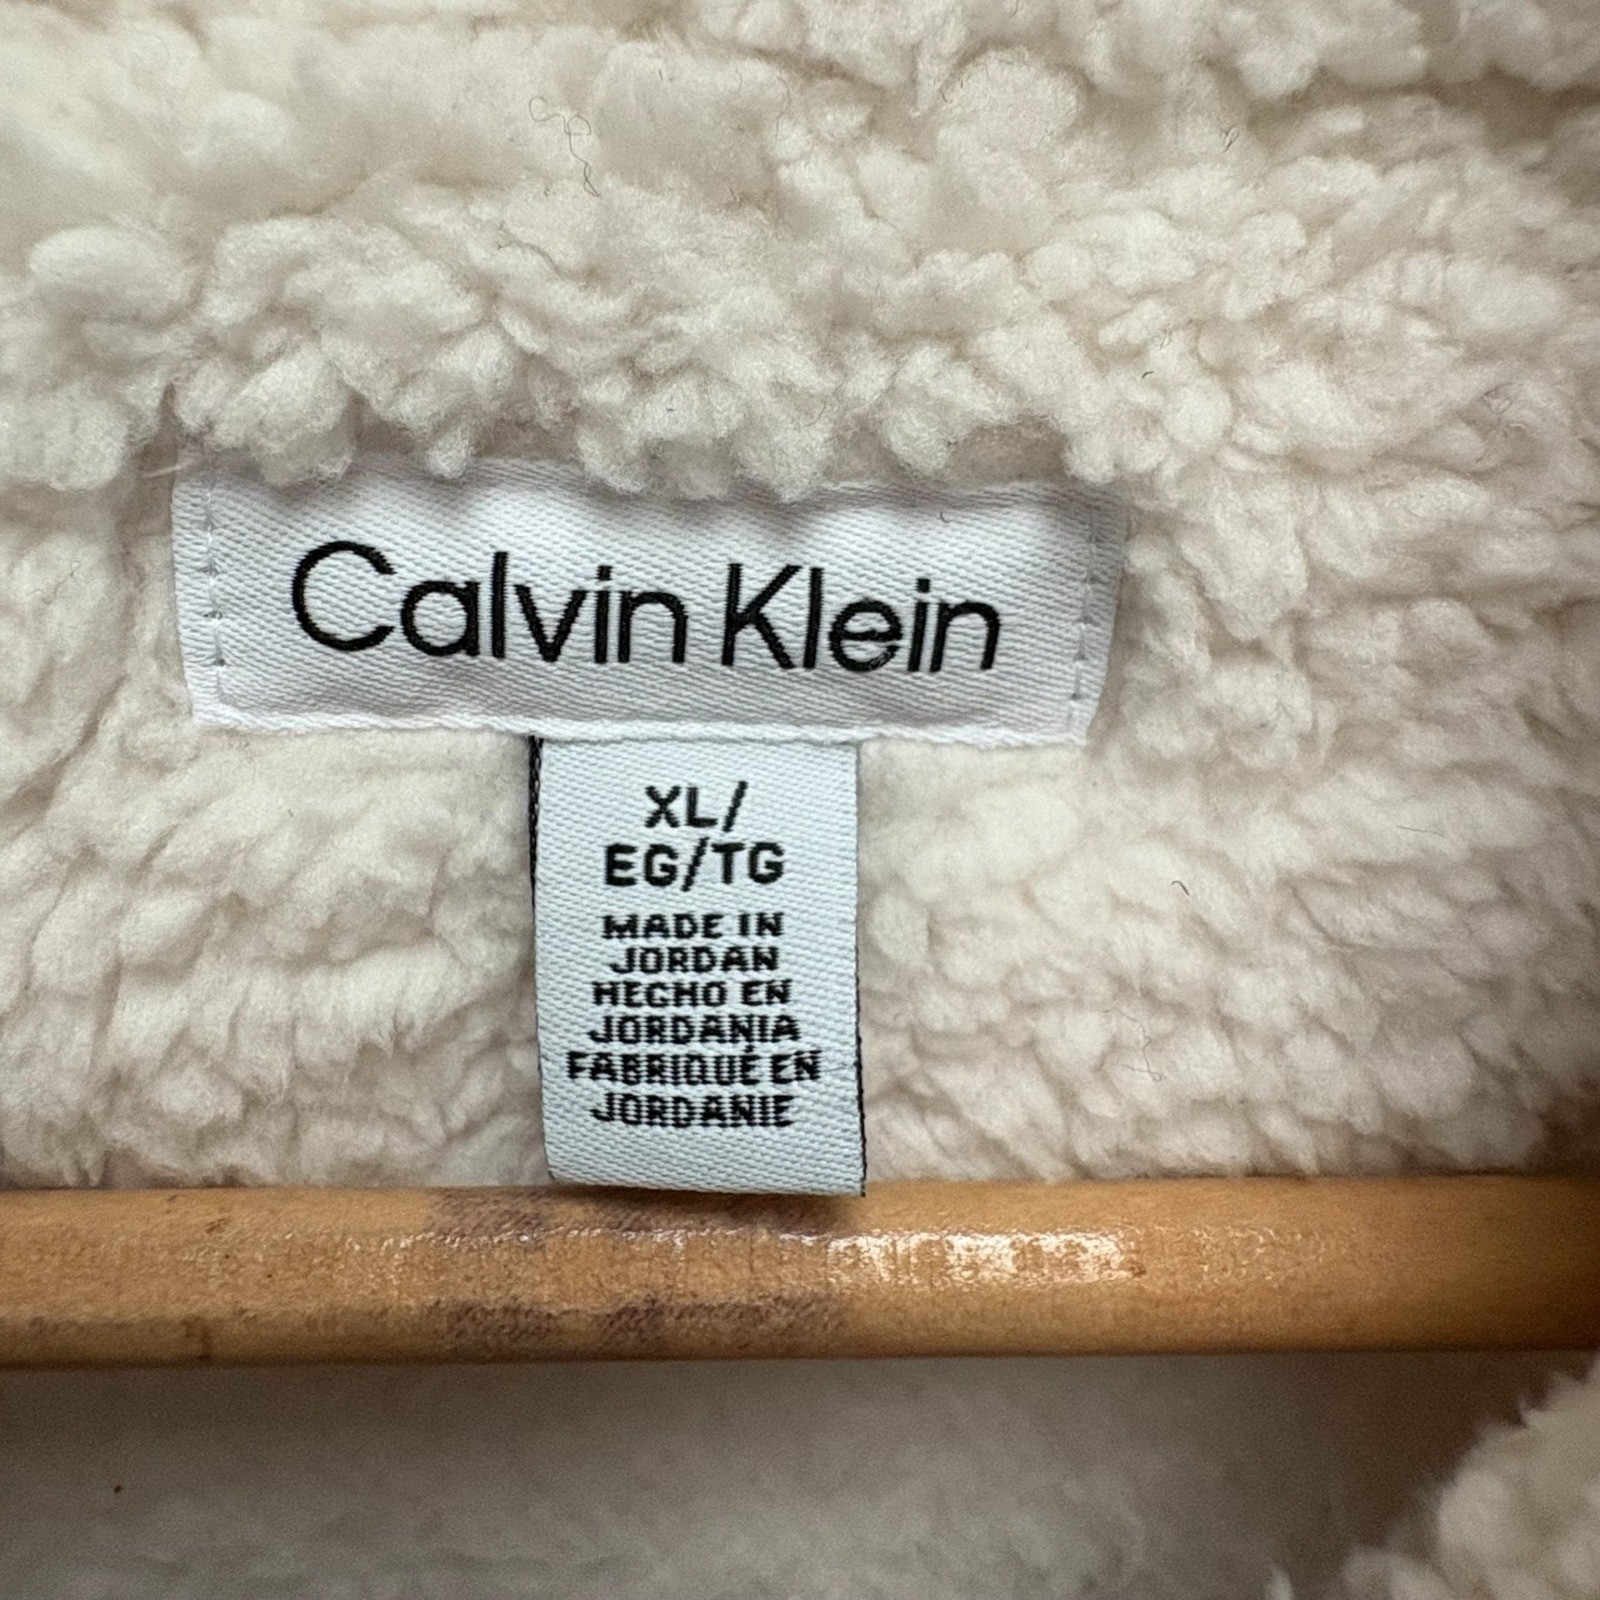 Calvin Klein
XL/
EG/TG
MADE IN
JORDAN
HECHO EN
JORDANIA
FABRIQUÉ EN
JORDANIE